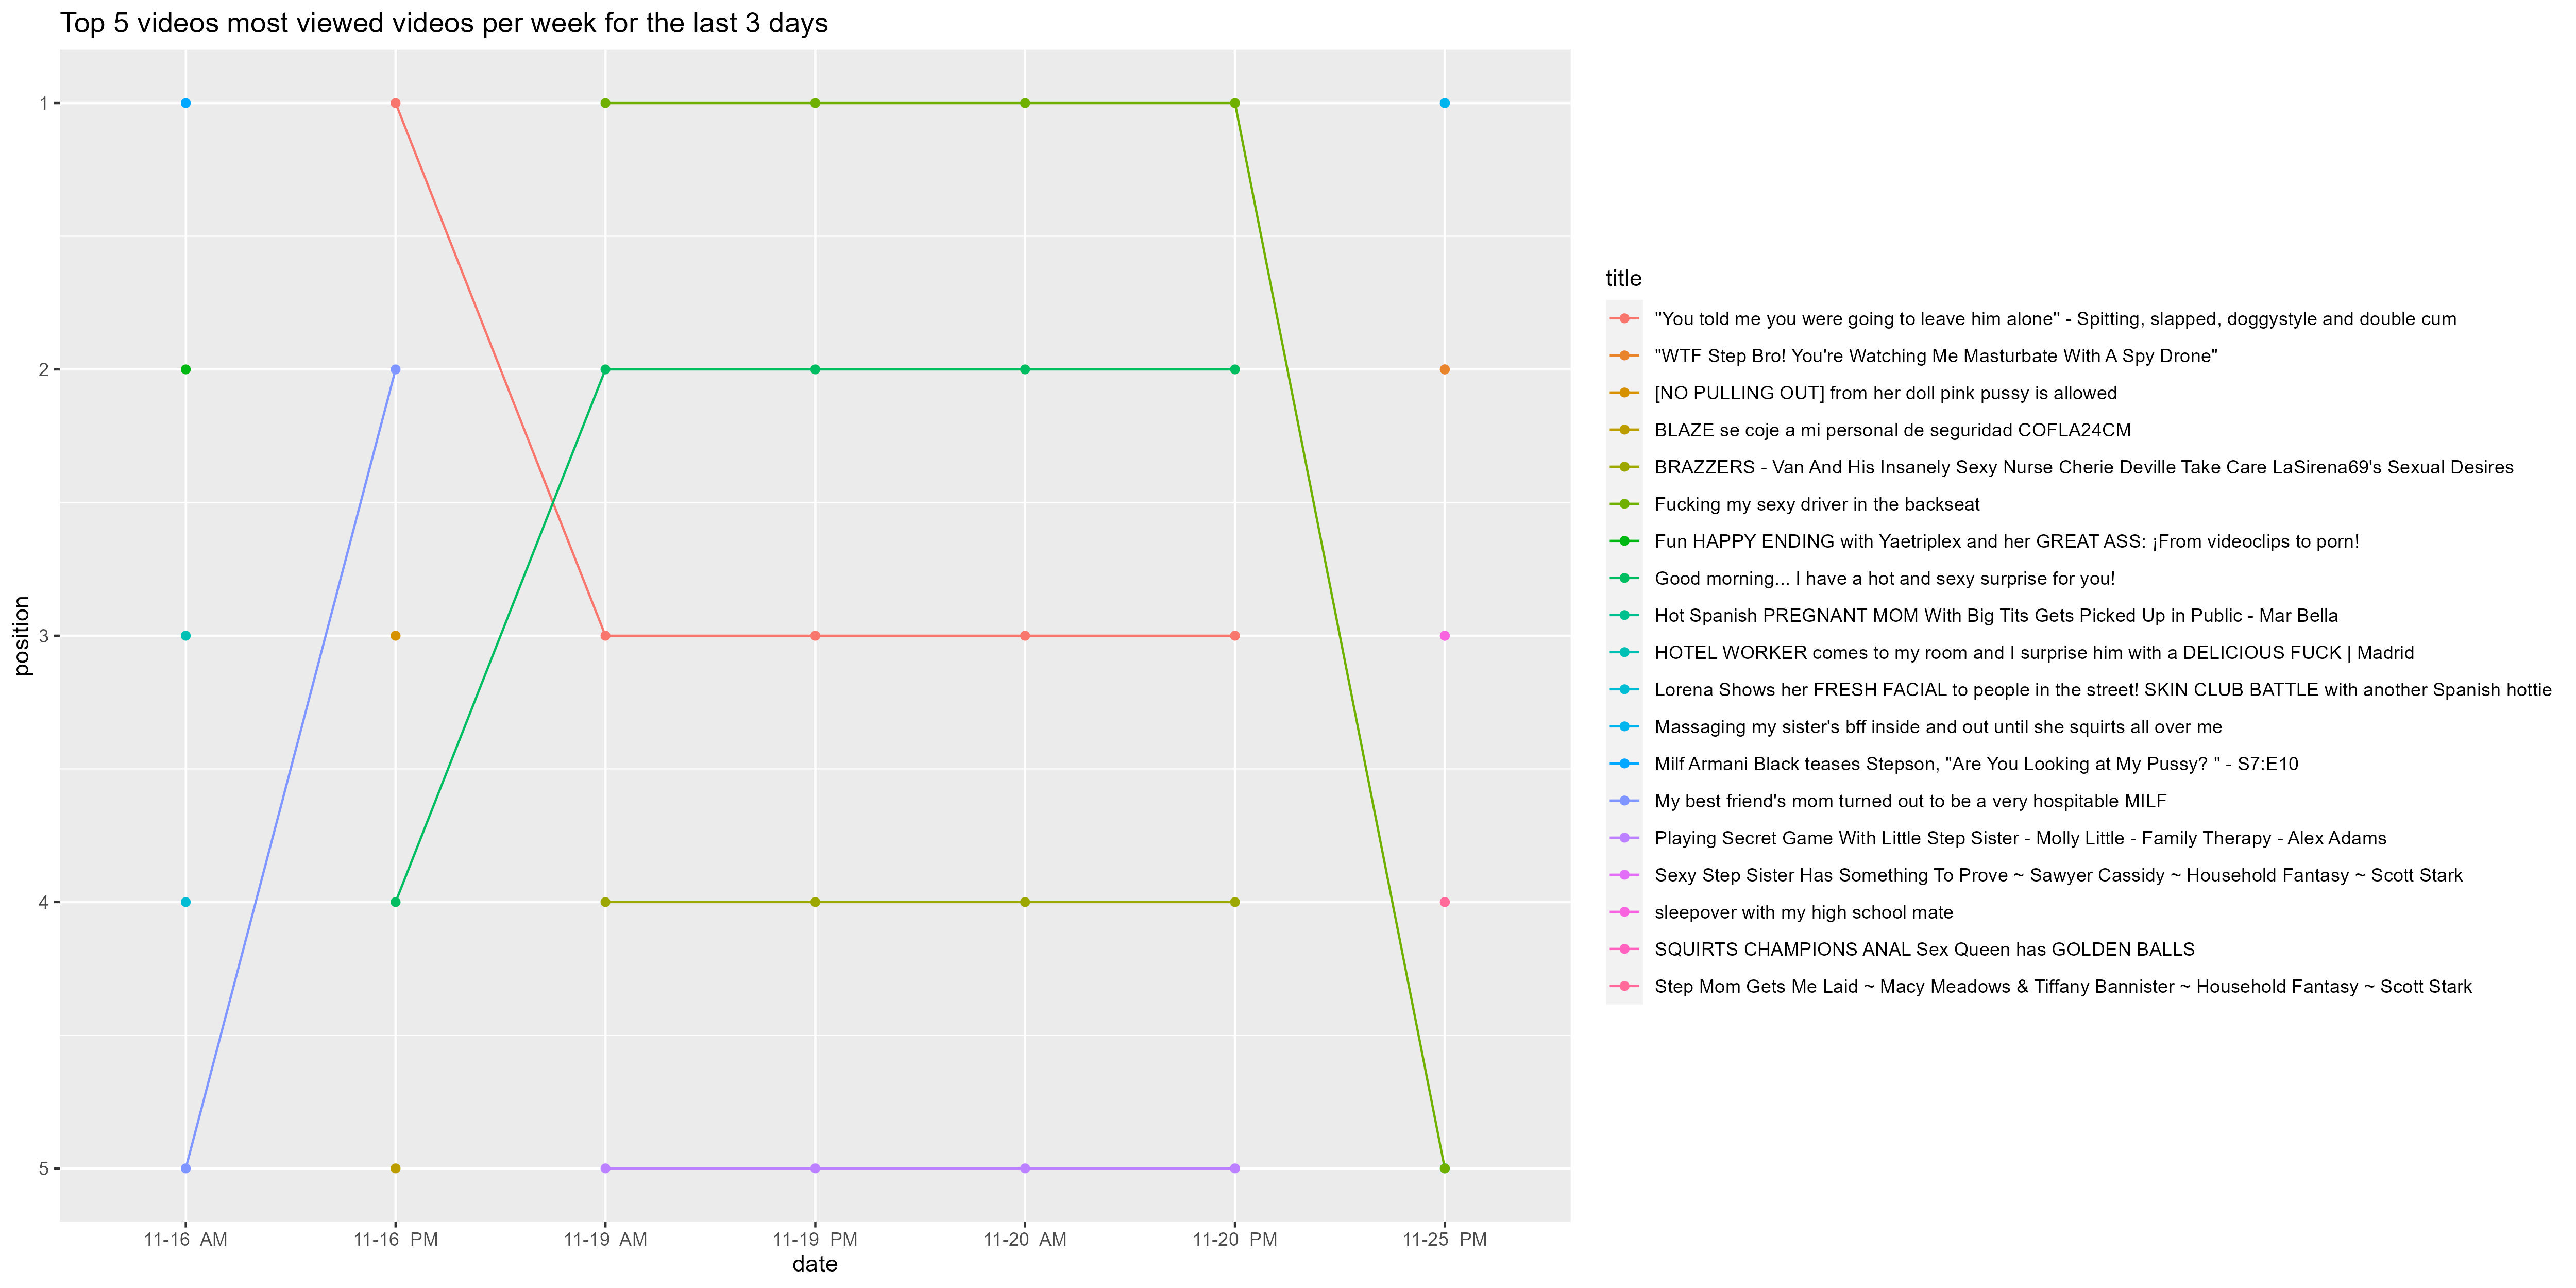 Top 5 videos most viewed videos per week for the last 3 days
position
1
2
3
4
5
11-16 AM
11-16 PM
11-19 AM
11-19 PM
11-20 AM
11-20 PM
11-25 PM
date
title
"You told me you were going to leave him alone" - Spitting, slapped, doggystyle and double cum
"WTF Step Bro! You're Watching Me Masturbate With A Spy Drone"
[NO PULLING OUT] from her doll pink pussy is allowed
BLAZE se coje a mi personal de seguridad COFLA24CM
BRAZZERS - Van And His Insanely Sexy Nurse Cherie Deville Take Care LaSirena69's Sexual Desires
Fucking my sexy driver in the backseat
Fun HAPPY ENDING with Yaetriplex and her GREAT ASS: ¡From videoclips to porn!
Good morning... I have a hot and sexy surprise for you!
Hot Spanish PREGNANT MOM With Big Tits Gets Picked Up in Public - Mar Bella
HOTEL WORKER comes to my room and I surprise him with a DELICIOUS FUCK | Madrid
Lorena Shows her FRESH FACIAL to people in the street! SKIN CLUB BATTLE with another Spanish hottie
Massaging my sister's bff inside and out until she squirts all over me
Milf Armani Black teases Stepson, "Are You Looking at My Pussy? " - S7:E10
My best friend's mom turned out to be a very hospitable MILF
Playing Secret Game With Little Step Sister - Molly Little - Family Therapy - Alex Adams
Sexy Step Sister Has Something To Prove ~ Sawyer Cassidy ~ Household Fantasy ~ Scott Stark
sleepover with my high school mate
SQUIRTS CHAMPIONS ANAL Sex Queen has GOLDEN BALLS
Step Mom Gets Me Laid ~ Macy Meadows & Tiffany Bannister ~ Household Fantasy ~ Scott Stark